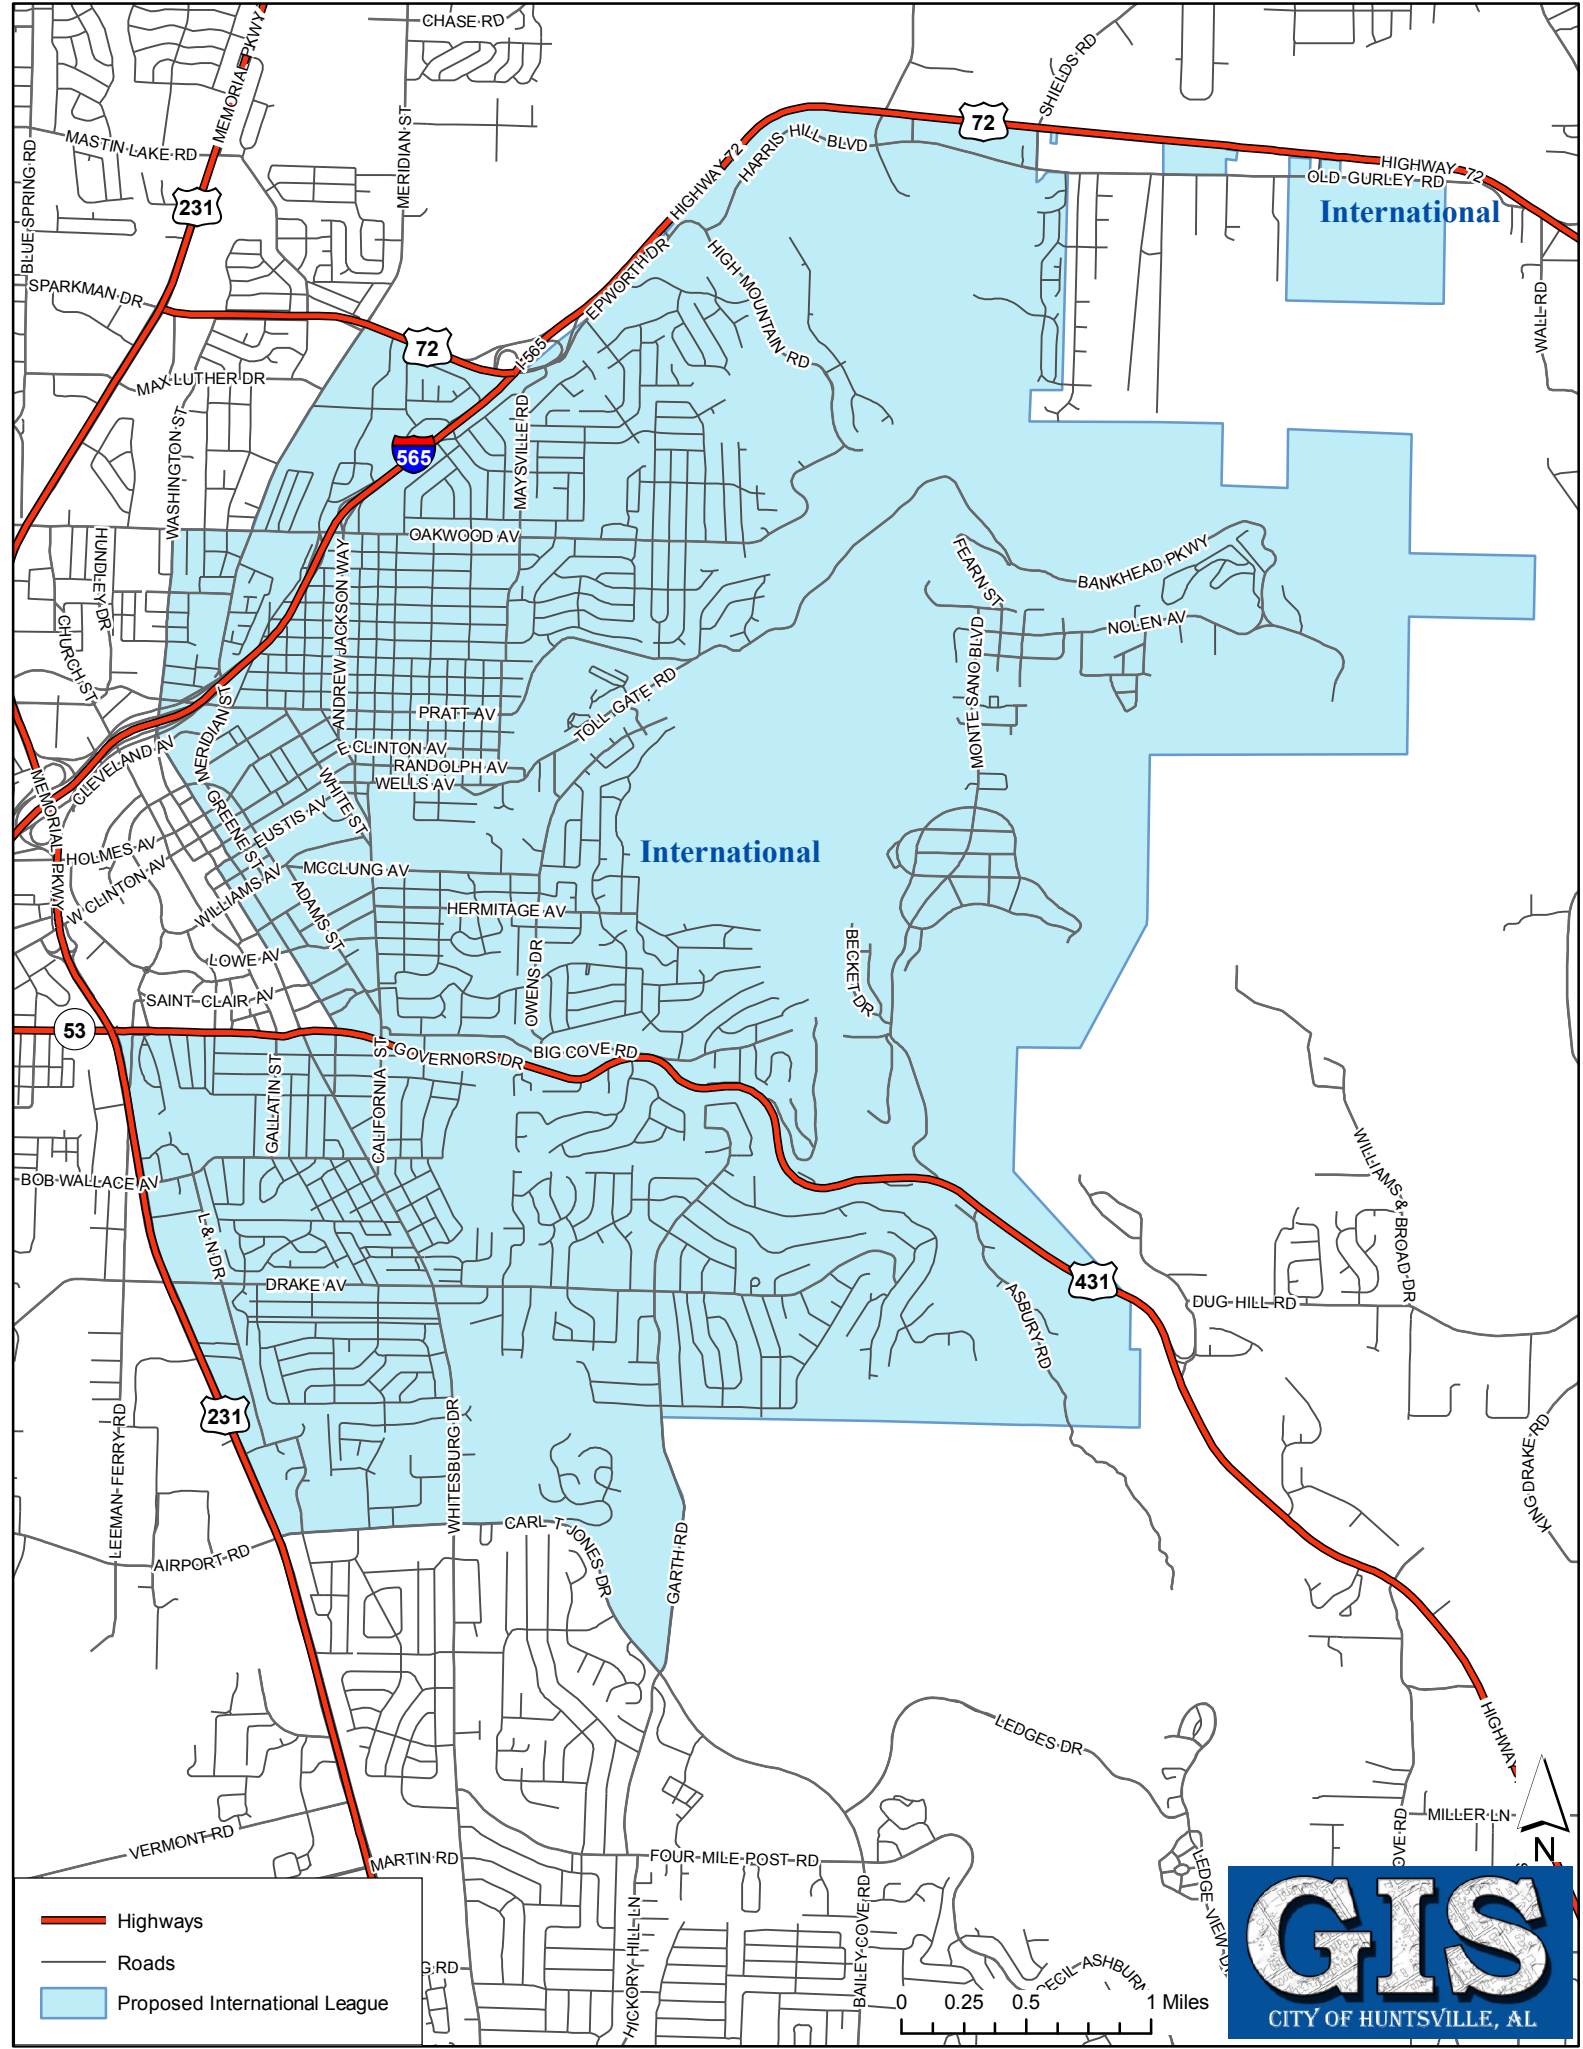 CHASE RD
MEMORIAL PKWY
SHIELDS RD
72
HARRIS HILL BLVD
MERIDIAN ST
MASTIN LAKE RD
BLUE SPRING RD
HIGHWAY 72
HIGHWAY 72
OLD GURLEY RD
231
International
EPWORTH DR
HIGH MOUNTAIN RD
SPARKMAN DR
WALL RD
72
I-565
MAX LUTHER DR
WASHINGTON ST
MAYSVILLE RD
565
OAKWOOD AV
HUNDLEY DR
ANDREW JACKSON WAY
FEARN ST
BANKHEAD PKWY
NOLEN AV
CHURCH ST
MONTE SANO BLVD
TOLL GATE RD
PRATT AV
MERIDIAN ST
E CLINTON AV
CLEVELAND AV
RANDOLPH AV
WELLS AV
WHITE ST
MEMORIAL PKWY
GREENE ST
EUSTIS AV
HOLMES AV
International
W CLINTON AV
WILLIAMS AV
MCCLUNG AV
ADAMS ST
HERMITAGE AV
LOWE AV
OWENS DR
BECKET DR
SAINT CLAIR AV
53
GOVERNORS DR
BIG COVE RD
GALLATIN ST
CALIFORNIA ST
WILLIAMS & BROAD DR
BOB WALLACE AV
L & N DR
DRAKE AV
431
ASBURY RD
DUG HILL RD
231
LEEMAN FERRY RD
WHITESBURG DR
KING DRAKE RD
CARL T JONES DR
AIRPORT RD
GARTH RD
LEDGES DR
HIGHWAY
VERMONT RD
MARTIN RD
FOUR MILE POST RD
MILLER LN
OVE RD
N
HICKORY HILL LN
BAILEY COVE RD
LEDGE VIEW D
CECIL ASHBURN
G RD
Highways
Roads
Proposed International League
0 0.25 0.5 1 Miles
GIS
CITY OF HUNTSVILLE, AL